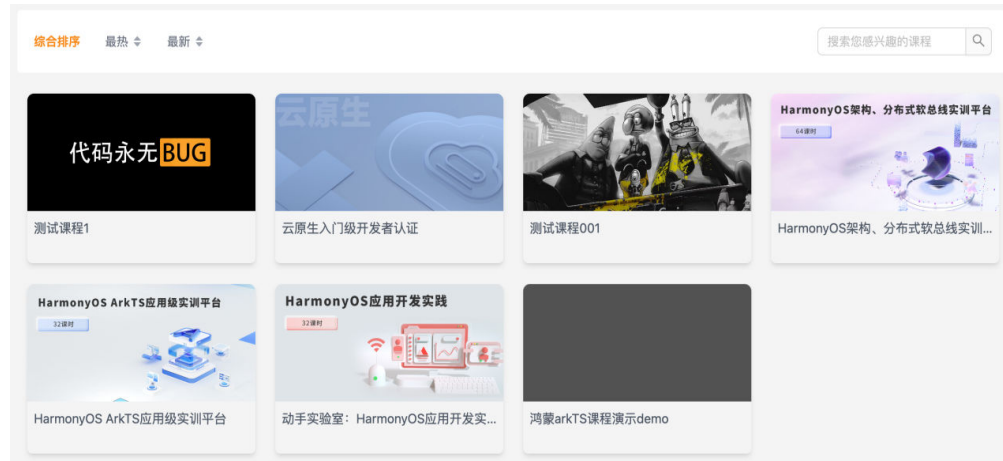 综合排序 最热 最新 搜索您感兴趣的课程
代码永无BUG
测试课程1
云原生
云原生入门级开发者认证
测试课程001
HarmonyOS架构、分布式软总线实训平台
64课时
HarmonyOS架构、分布式软总线实训...
HarmonyOS ArkTS应用级实训平台
32课时
HarmonyOS ArkTS应用级实训平台
HarmonyOS应用开发实践
32课时
动手实验室：HarmonyOS应用开发实...
鸿蒙arkTS课程演示demo